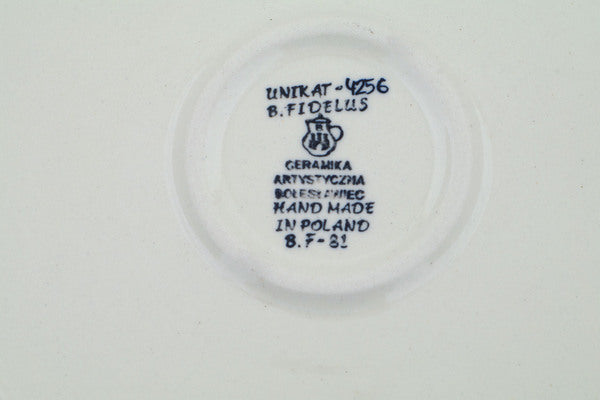 UNIKAT-4256
B. FIDELUS
CERAMIKA
ARTYSTYCZNA
BOLESŁAWIEC
HAND MADE
IN POLAND
B.F-81